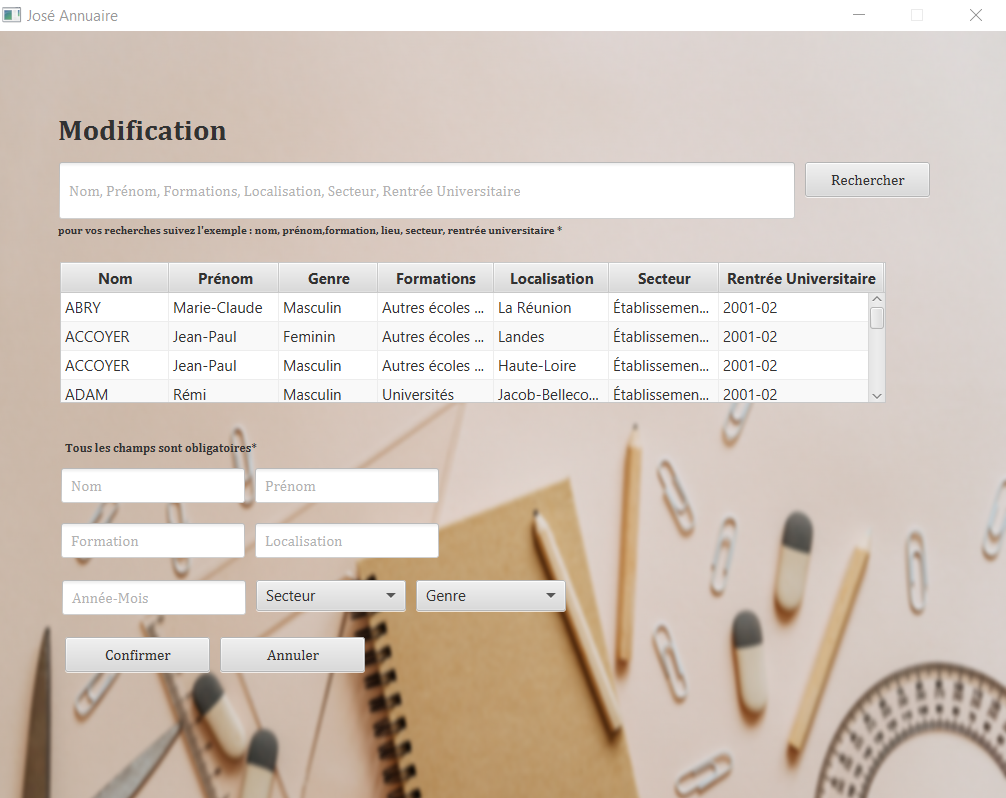 José Annuaire
Modification
Nom, Prénom, Formations, Localisation, Secteur, Rentrée Universitaire
Rechercher
pour vos recherches suivez l'exemple : nom, prénom,formation, lieu, secteur, rentrée universitaire *
Nom Prénom Genre Formations Localisation Secteur Rentrée Universitaire
ABRY Marie-Claude Masculin Autres écoles ... La Réunion Établissemen... 2001-02
ACCOYER Jean-Paul Feminin Autres écoles ... Landes Établissemen... 2001-02
ACCOYER Jean-Paul Masculin Autres écoles ... Haute-Loire Établissemen... 2001-02
ADAM Rémi Masculin Universités Jacob-Belleco... Établissemen... 2001-02
Tous les champs sont obligatoires*
Nom Prénom
Formation Localisation
Année-Mois Secteur Genre
Confirmer Annuler